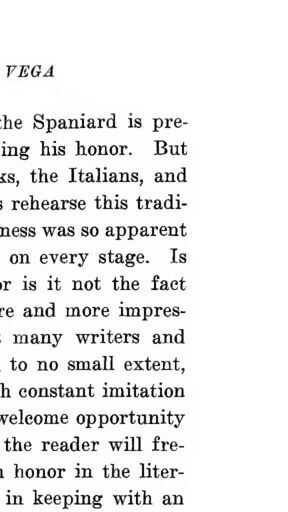 VEGA
the Spaniard is pre-
ing his honor. But
ks, the Italians, and
s rehearse this tradi-
ness was so apparent
on every stage. Is
or is it not the fact
re and more impres-
many writers and
to no small extent,
h constant imitation
welcome opportunity
the reader will fre-
n honor in the liter-
in keeping with an